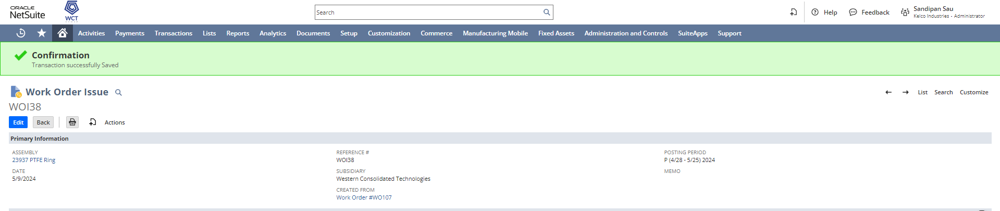 ORACLE
NetSuite
WCT
Search
Help
Feedback
Sandipan Sau
Kelco Industries - Administrator
Activities Payments Transactions Lists Reports Analytics Documents Setup Customization Commerce Manufacturing Mobile Fixed Assets Administration and Controls SuiteApps Support
Confirmation
Transaction successfully Saved
Work Order Issue
List Search Customize
WOI38
Edit Back Actions
Primary Information
ASSEMBLY
23937 PTFE Ring
DATE
5/9/2024
REFERENCE #
WOI38
SUBSIDIARY
Western Consolidated Technologies
CREATED FROM
Work Order #WO107
POSTING PERIOD
P (4/28 - 5/25) 2024
MEMO